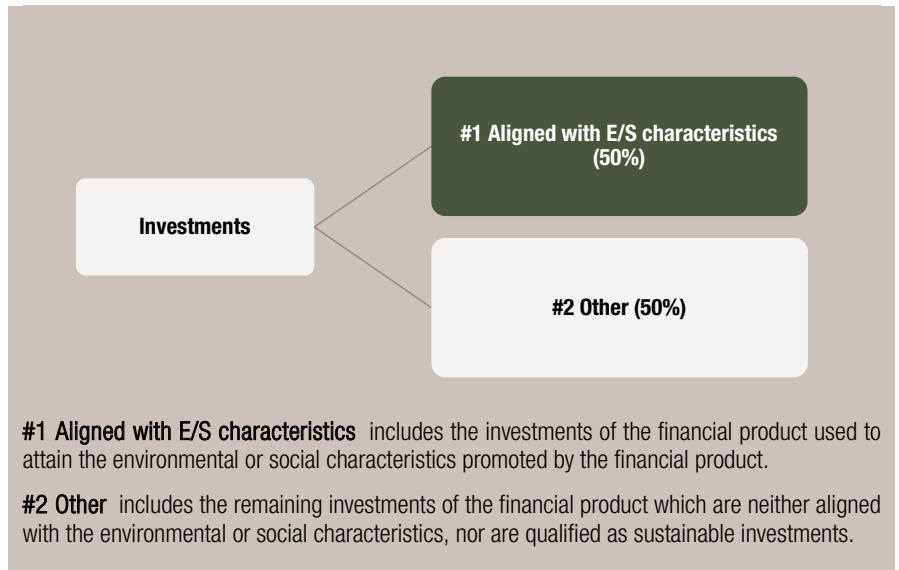 #1 Aligned with E/S characteristics
(50%)
Investments
#2 Other (50%)
#1 Aligned with E/S characteristics includes the investments of the financial product used to
attain the environmental or social characteristics promoted by the financial product.
#2 Other includes the remaining investments of the financial product which are neither aligned
with the environmental or social characteristics, nor are qualified as sustainable investments.